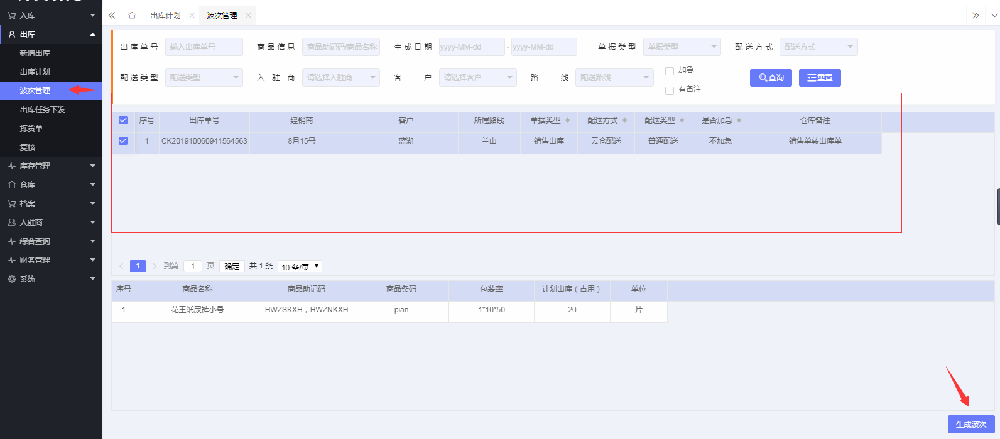 入库
出库
新增出库
出库计划
波次管理
出库任务下发
拣货单
复核
库存管理
仓库
档案
入驻商
综合查询
财务管理
系统
出库计划 波次管理
出库单号 输入出库单号 商品信息 商品助记码/商品名称 生成日期 yyyy-MM-dd - yyyy-MM-dd 单据类型 单据类型 配送方式 配送方式
配送类型 配送类型 入驻商 请选择入驻商 客户 请选择客户 路线 配送路线 加急 查询 重置
有备注
序号 出库单号 经销商 客户 所属路线 单据类型 配送方式 配送类型 是否加急 仓库备注
1 CK201910060941564563 8月15号 蓝湖 兰山 销售出库 云仓配送 普通配送 不加急 销售单转出库单
1 到第 1 页 确定 共 1 条 10 条/页
序号 商品名称 商品助记码 商品条码 包装率 计划出库（占用） 单位
1 花王纸尿裤小号 HWZSKXH，HWZNKXH pian 1*10*50 20 片
生成波次